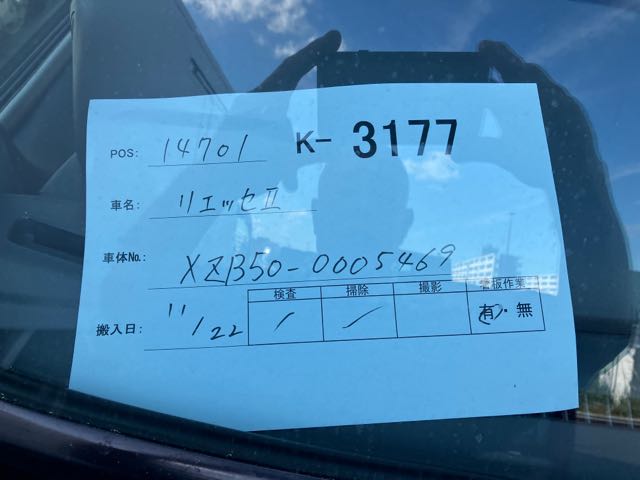 POS: 14701 K- 3177
車名: リエッセⅡ
車体No.: XZB50-0005469
搬入日: 11/22
検査 掃除 撮影 看板作業
有・無